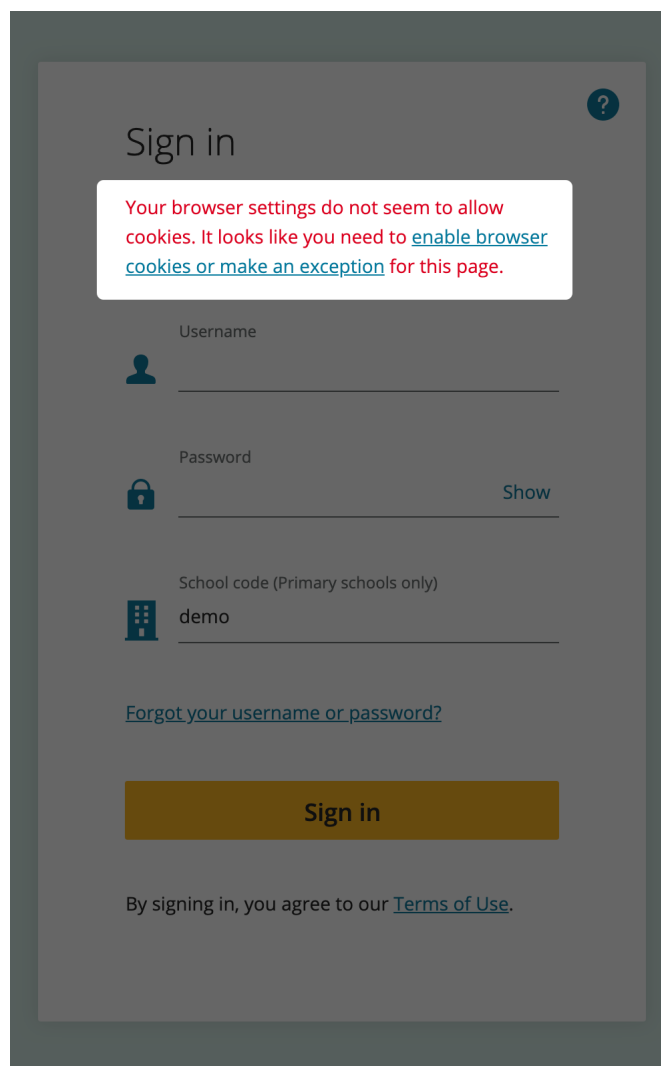 ?
Sign in
Your browser settings do not seem to allow
cookies. It looks like you need to enable browser
cookies or make an exception for this page.
Username
Password
Show
School code (Primary schools only)
demo
Forgot your username or password?
Sign in
By signing in, you agree to our Terms of Use.